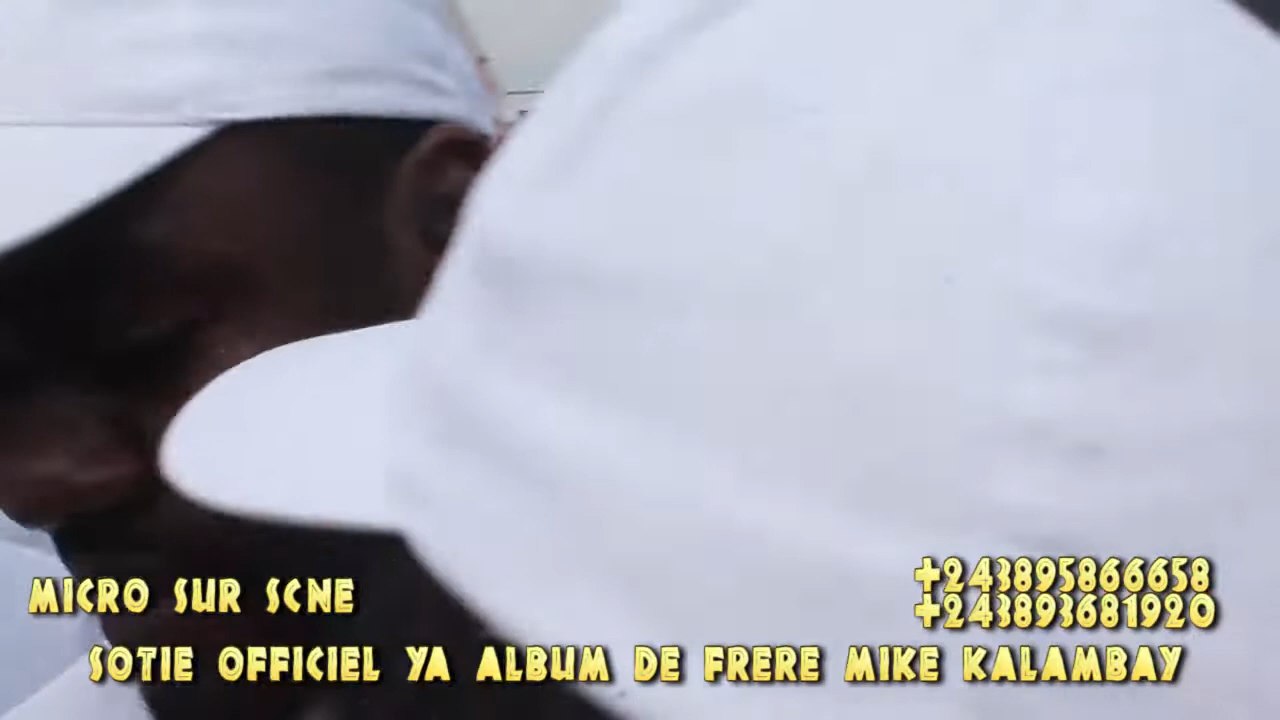 MICRO SUR SCNE
+243895866658
+243893681920
SOTIE OFFICIEL YA ALBUM DE FRERE MIKE KALAMBAY